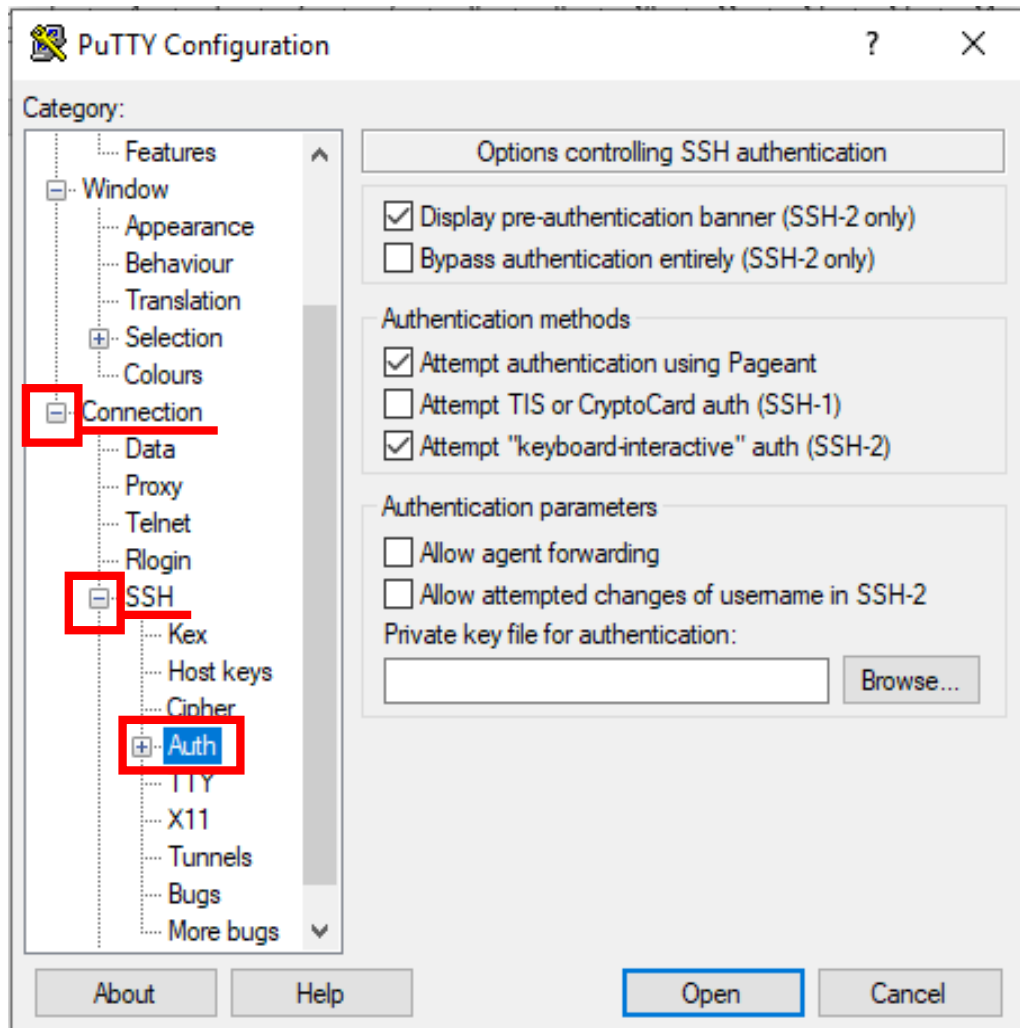 PuTTY Configuration
?
Category:
Features
Window
Appearance
Behaviour
Translation
Selection
Colours
Connection
Data
Proxy
Telnet
Rlogin
SSH
Kex
Host keys
Cipher
Auth
TTY
X11
Tunnels
Bugs
More bugs
Options controlling SSH authentication
Display pre-authentication banner (SSH-2 only)
Bypass authentication entirely (SSH-2 only)
Authentication methods
Attempt authentication using Pageant
Attempt TIS or CryptoCard auth (SSH-1)
Attempt "keyboard-interactive" auth (SSH-2)
Authentication parameters
Allow agent forwarding
Allow attempted changes of username in SSH-2
Private key file for authentication:
Browse...
About
Help
Open
Cancel